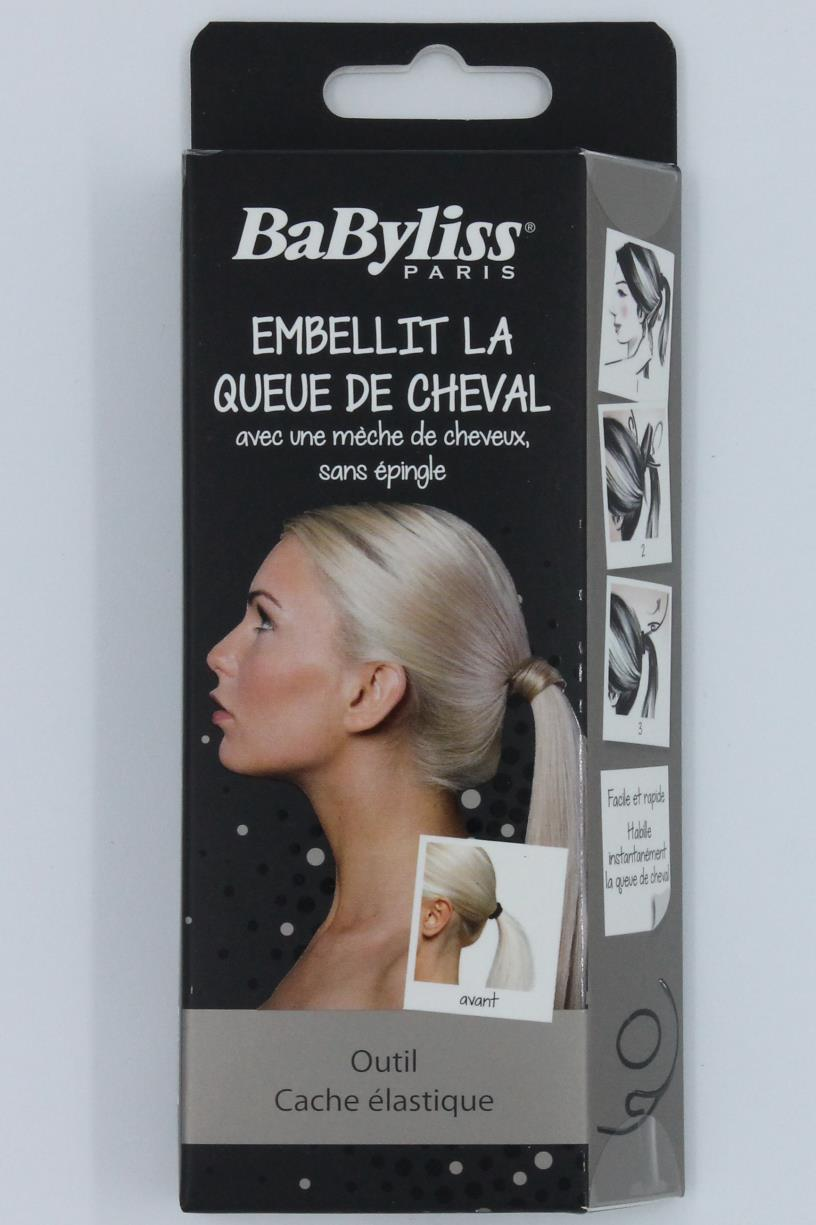 BaByliss®
PARIS
EMBELLIT LA
QUEUE DE CHEVAL
avec une mèche de cheveux,
sans épingle
avant
Outil
Cache élastique
1
2
3
Facile et rapide
Habille
instantanément
la queue de cheval